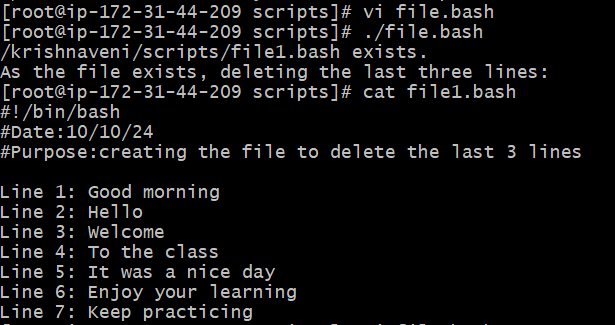 [root@ip-172-31-44-209 scripts]# vi file.bash
[root@ip-172-31-44-209 scripts]# ./file.bash
/krishnaveni/scripts/file1.bash exists.
As the file exists, deleting the last three lines:
[root@ip-172-31-44-209 scripts]# cat file1.bash
#!/bin/bash
#Date:10/10/24
#Purpose:creating the file to delete the last 3 lines
Line 1: Good morning
Line 2: Hello
Line 3: Welcome
Line 4: To the class
Line 5: It was a nice day
Line 6: Enjoy your learning
Line 7: Keep practicing